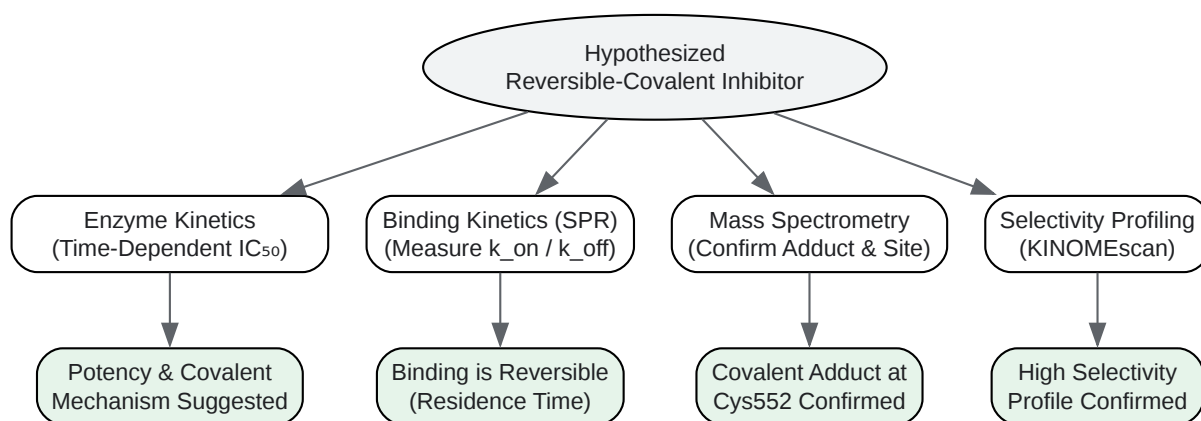 Hypothesized
Reversible-Covalent Inhibitor
Enzyme Kinetics
(Time-Dependent IC₅₀)
Binding Kinetics (SPR)
(Measure k_on / k_off)
Mass Spectrometry
(Confirm Adduct & Site)
Selectivity Profiling
(KINOMEscan)
Potency & Covalent
Mechanism Suggested
Binding is Reversible
(Residence Time)
Covalent Adduct at
Cys552 Confirmed
High Selectivity
Profile Confirmed